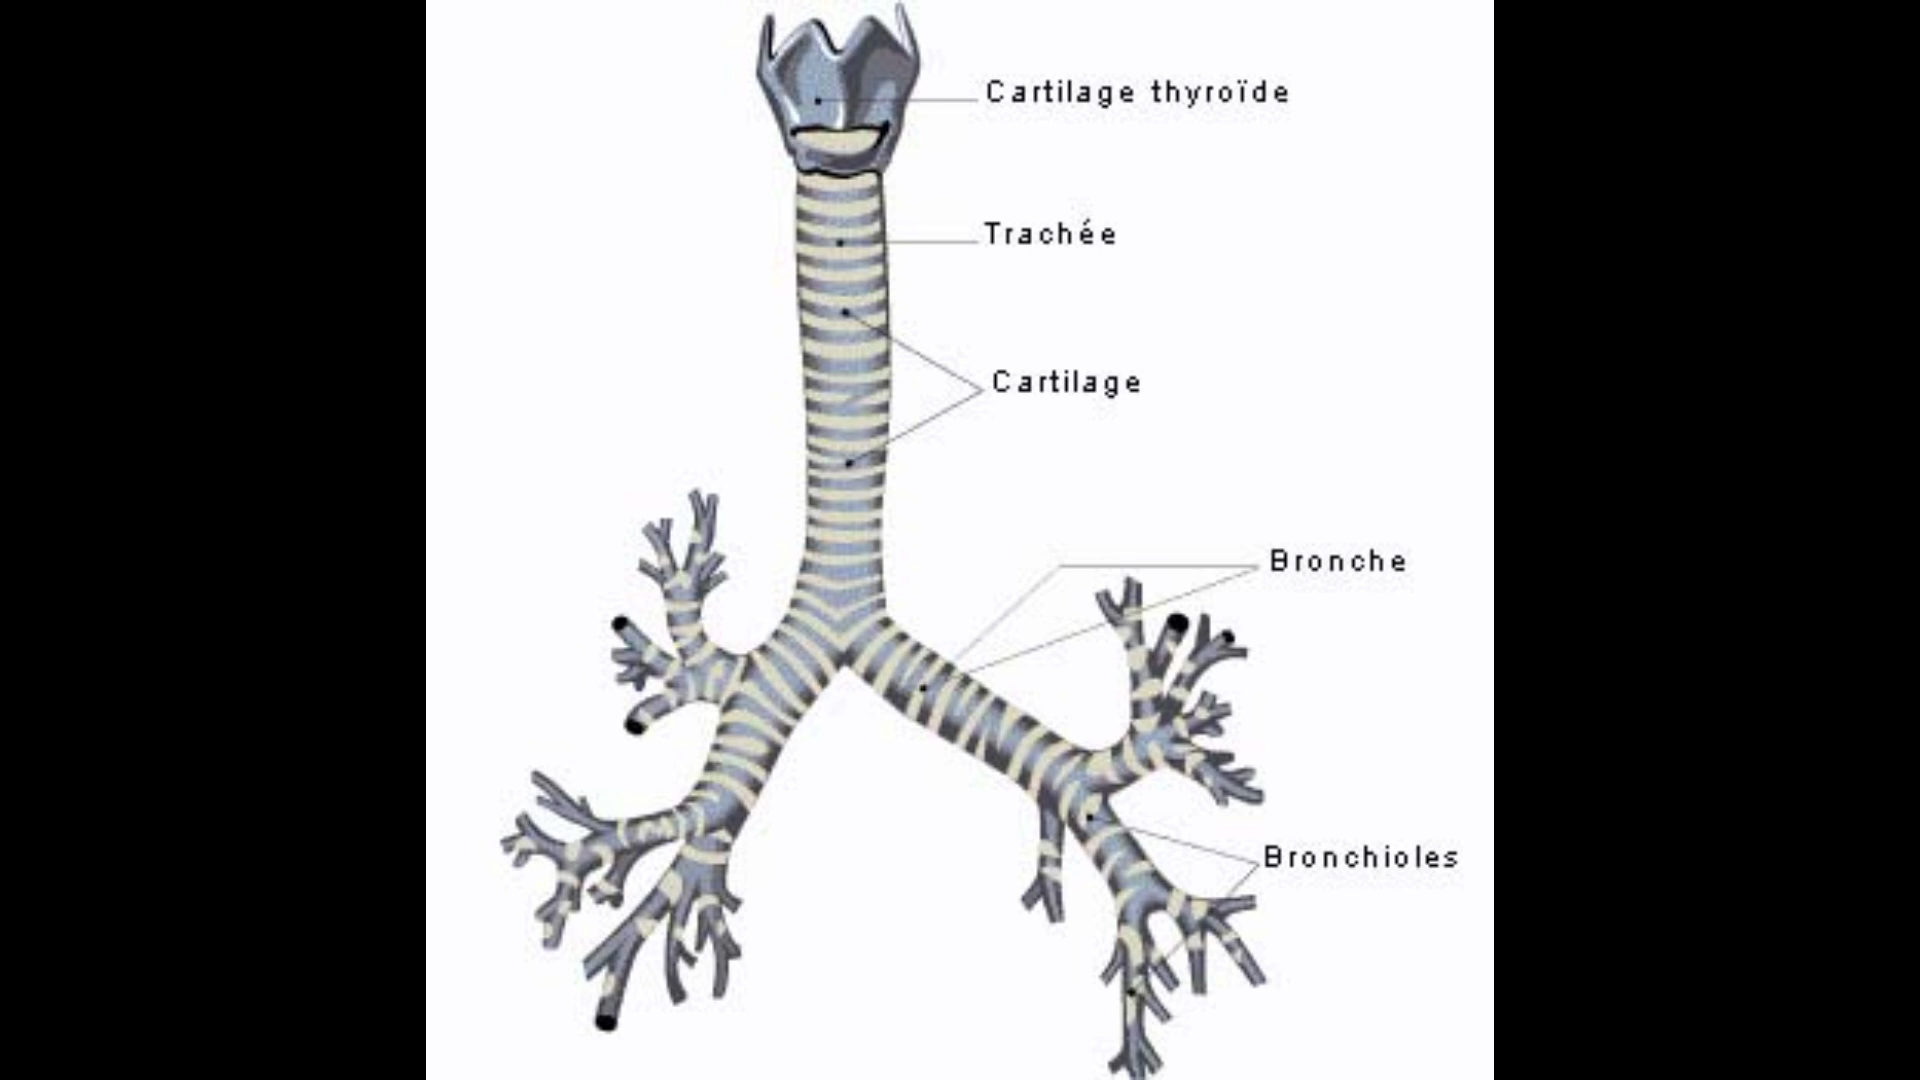 Cartilage thyroïde
Trachée
Cartilage
Bronche
Bronchioles